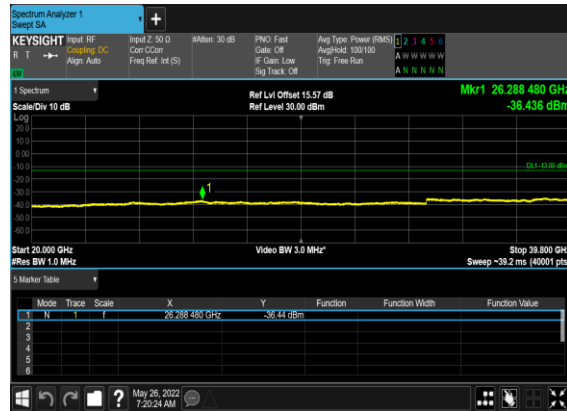 Spectrum Analyzer 1
Swept SA
+
KEYSIGHT Input: RF Input Z: 50 Ω #Atten: 30 dB PNO: Fast Avg Type: Power (RMS) 1 2 3 4 5 6
R T Coupling: DC Corr CCorr Gate: Off Avg|Hold: 100/100 A W W W W W
Align: Auto Freq Ref: Int (S) IF Gain: Low Trig: Free Run A N N N N N
Sig Track: Off
1 Spectrum
Ref Lvl Offset 15.57 dB Mkr1 26.288 480 GHz
Scale/Div 10 dB Ref Level 30.00 dBm -36.436 dBm
Log
20.0
10.0
0.00
-10.0
DL1 -13.00 dBm
-20.0
-30.0
1
-40.0
-50.0
-60.0
Start 20.000 GHz Video BW 3.0 MHz* Stop 39.800 GHz
#Res BW 1.0 MHz Sweep ~39.2 ms (40001 pts)
5 Marker Table
Mode Trace Scale X Y Function Function Width Function Value
1 N 1 f 26.288 480 GHz -36.44 dBm
2
3
4
5
6
?
May 26, 2022
7:20:24 AM